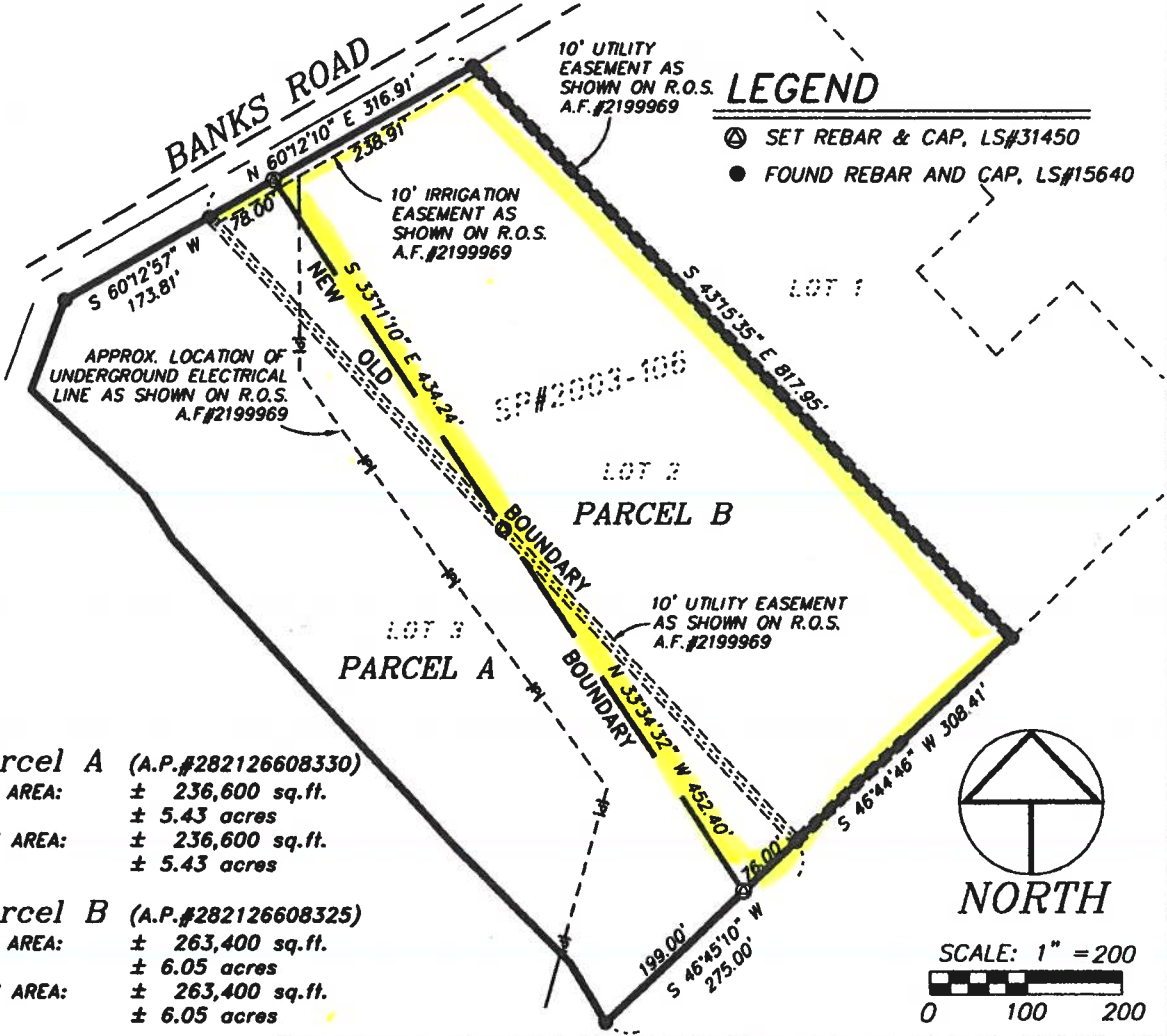 BANKS ROAD
N 60°12'10" E 316.91'
238.91'
78.00'
S 60°12'57" W
173.81'
10' UTILITY
EASEMENT AS
SHOWN ON R.O.S.
A.F.#2199969
LEGEND
SET REBAR & CAP, LS#31450
FOUND REBAR AND CAP, LS#15640
10' IRRIGATION
EASEMENT AS
SHOWN ON R.O.S.
A.F.#2199969
LOT 1
S 43°15'35" E 817.95'
NEW
S 33°11'10" E 434.24'
OLD
APPROX. LOCATION OF
UNDERGROUND ELECTRICAL
LINE AS SHOWN ON R.O.S.
A.F#2199969
SP#2003-106
LOT 2
PARCEL B
BOUNDARY
10' UTILITY EASEMENT
AS SHOWN ON R.O.S.
A.F.#2199969
LOT 3
PARCEL A
BOUNDARY
N 33°34'32" W 452.40'
S 46°44'46" W 308.41'
76.00'
199.00'
S 46°45'10" W
275.00'
rcel A (A.P.#282126608330)
AREA: ± 236,600 sq.ft.
± 5.43 acres
AREA: ± 236,600 sq.ft.
± 5.43 acres
rcel B (A.P.#282126608325)
AREA: ± 263,400 sq.ft.
± 6.05 acres
AREA: ± 263,400 sq.ft.
± 6.05 acres
NORTH
SCALE: 1" =200
0 100 200